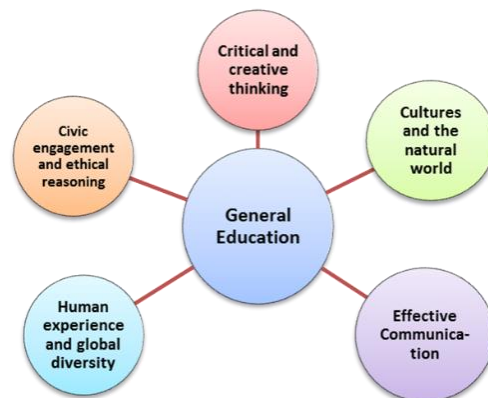 Critical and
creative
thinking
Cultures
and the
natural
world
Civic
engagement
and ethical
reasoning
General
Education
Human
experience
and global
diversity
Effective
Communica-
tion